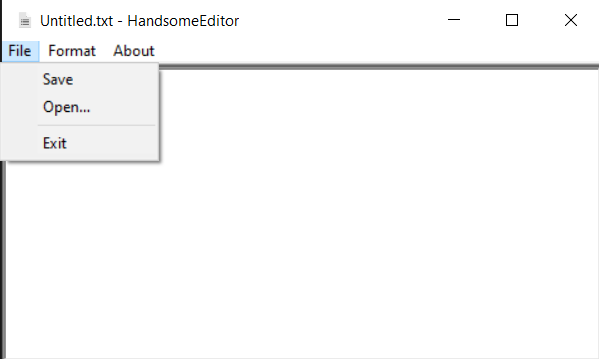 Untitled.txt - HandsomeEditor
File Format About
Save
Open...
Exit